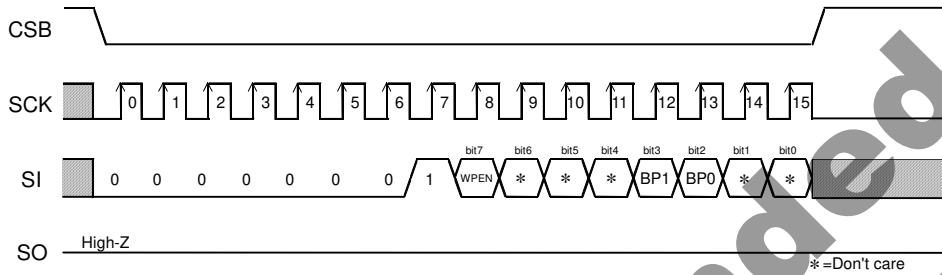 CSB
SCK 0 1 2 3 4 5 6 7 8 9 10 11 12 13 14 15
bit7 bit6 bit5 bit4 bit3 bit2 bit1 bit0
SI 0 0 0 0 0 0 0 1 WPEN * * * BP1 BP0 * *
SO High-Z
*=Don't care
ded